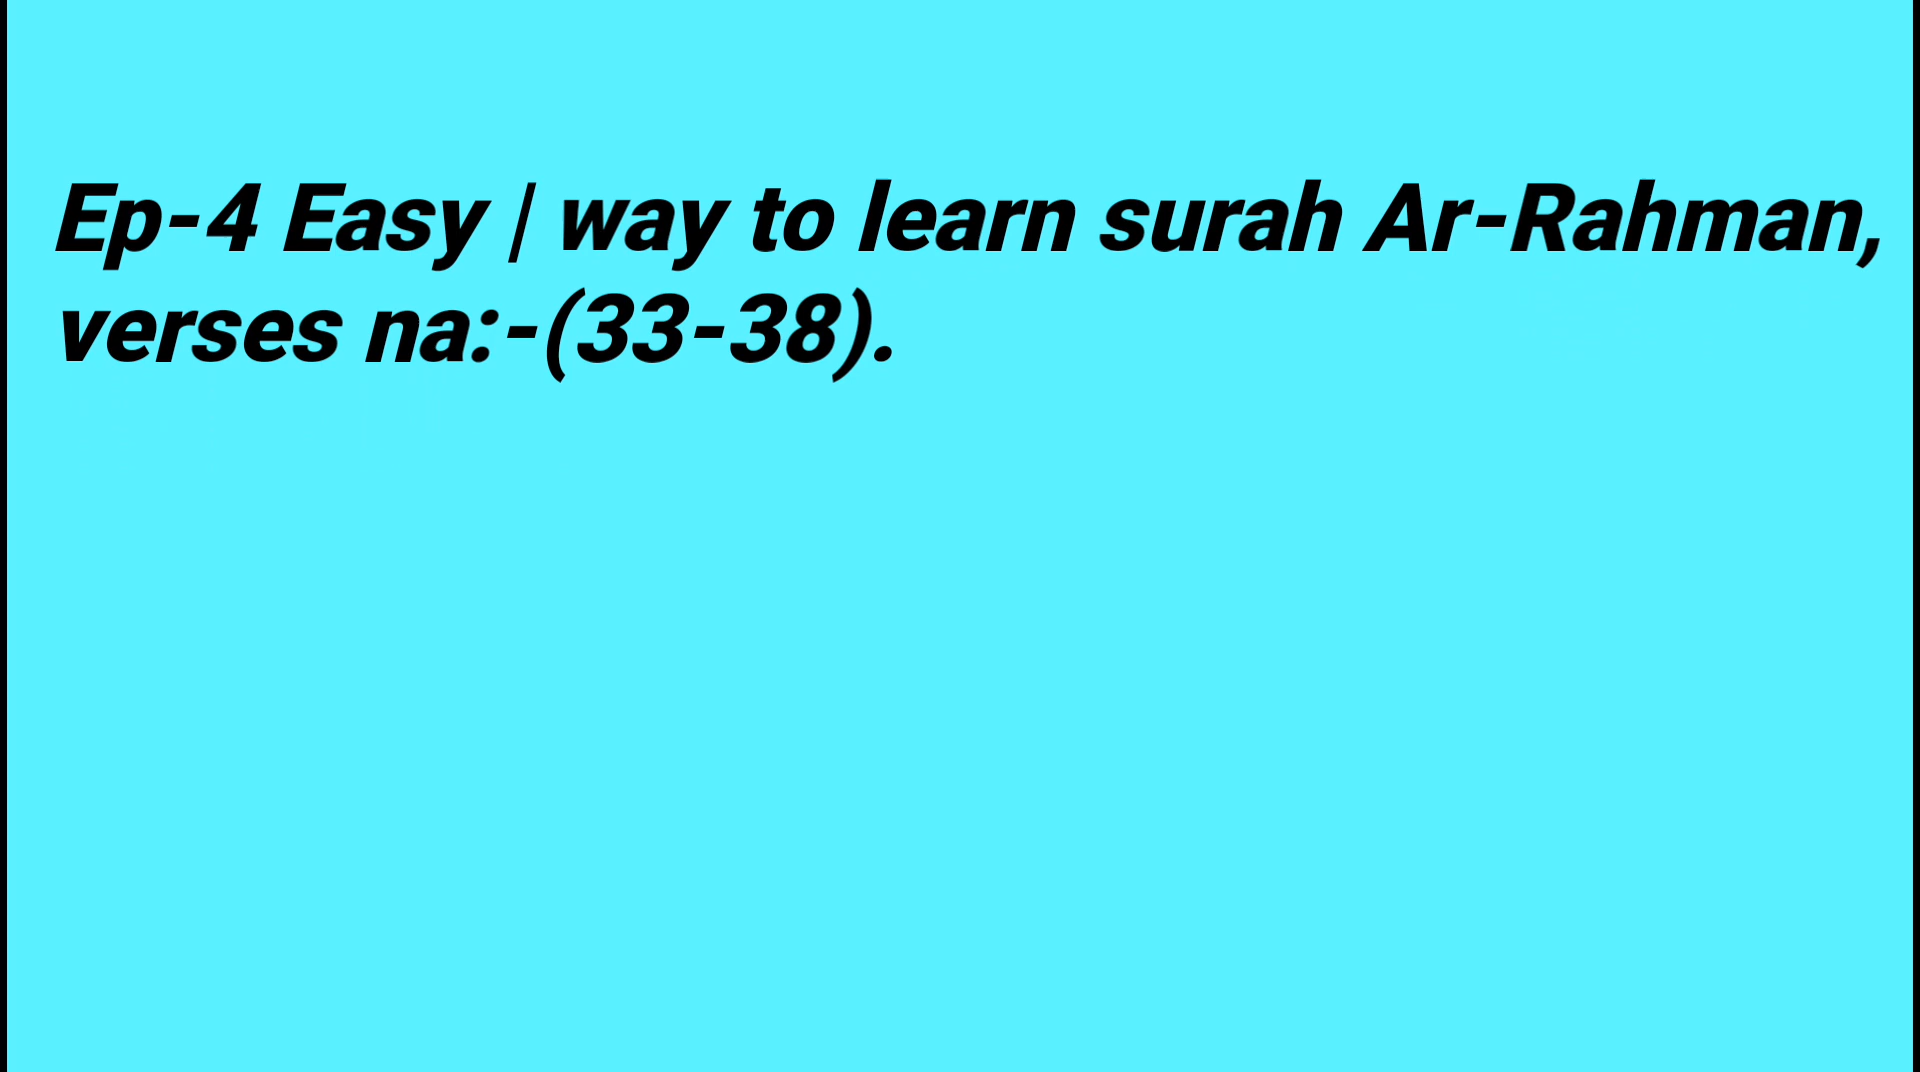 Ep-4 Easy | way to learn surah Ar-Rahman,
verses na:-(33-38).